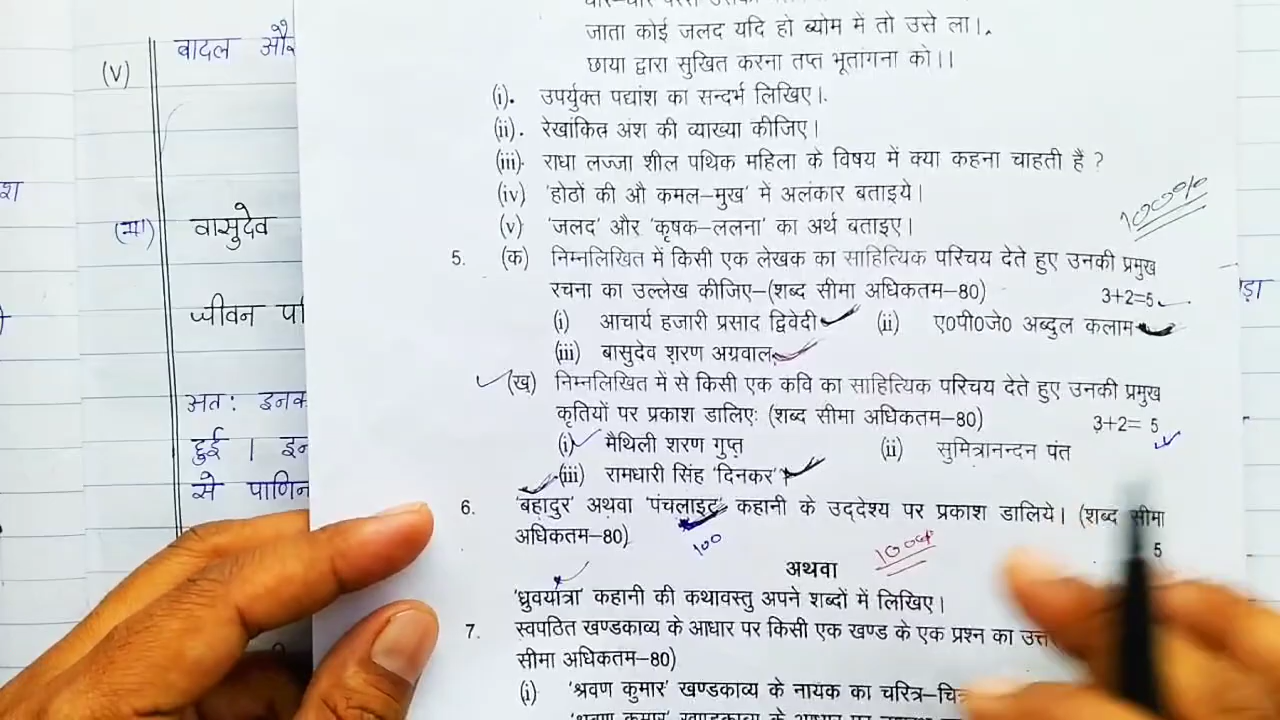 जाता कोई जलद यदि हो ब्योम में तो उसे ला।
छाया द्वारा सुखित करना तप्त भूतांगना को।।
(i). उपर्युक्त पद्यांश का सन्दर्भ लिखिए।
(ii). रेखांकित अंश की व्याख्या कीजिए।
(iii) राधा लज्जा शील पथिक महिला के विषय में क्या कहना चाहती हैं ?
(iv) 'होठों की औ कमल–मुख' में अलंकार बताइये।
(v) 'जलद' और 'कृषक–ललना' का अर्थ बताइए।
100%
5. (क) निम्नलिखित में किसी एक लेखक का साहित्यिक परिचय देते हुए उनकी प्रमुख
रचना का उल्लेख कीजिए–(शब्द सीमा अधिकतम–80) 3+2=5
(i) आचार्य हजारी प्रसाद द्विवेदी (ii) ए0पी0जे0 अब्दुल कलाम
(iii) बासुदेव शरण अग्रवाल
(ख) निम्नलिखित में से किसी एक कवि का साहित्यिक परिचय देते हुए उनकी प्रमुख
कृतियों पर प्रकाश डालिएः (शब्द सीमा अधिकतम–80) 3+2= 5
(i) मैथिली शरण गुप्त (ii) सुमित्रानन्दन पंत
(iii) रामधारी सिंह 'दिनकर'
6. 'बहादुर' अथवा 'पंचलाइट' कहानी के उद्देश्य पर प्रकाश डालिये। (शब्द सीमा
अधिकतम–80) 5
100
अथवा
100%
'ध्रुवयात्रा' कहानी की कथावस्तु अपने शब्दों में लिखिए।
7. स्वपठित खण्डकाव्य के आधार पर किसी एक खण्ड के एक प्रश्न का
सीमा अधिकतम–80)
(i) 'श्रवण कुमार' खण्डकाव्य के नायक का
(v) बादल और
वासुदेव
जीवन
अतः
हुई ।
से